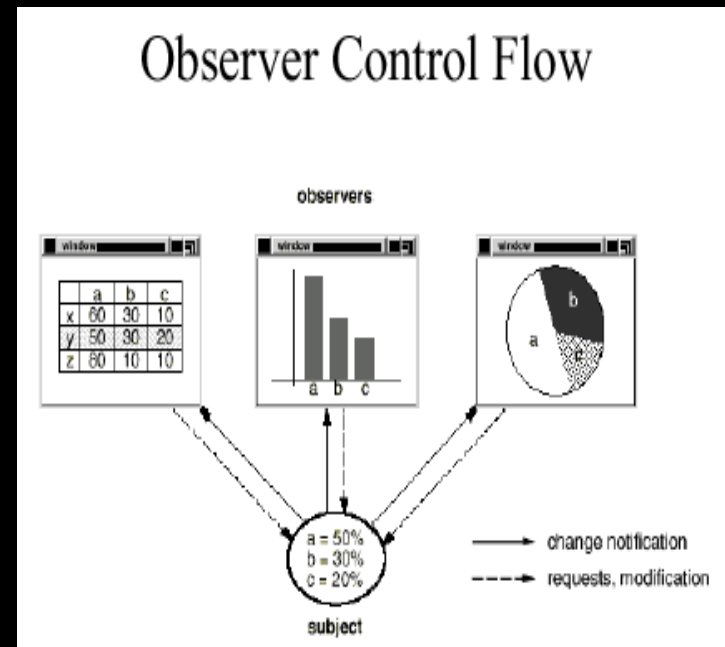 Observer Control Flow
observers
window
window
window
a b c
x 60 30 10
y 50 30 20
z 80 10 10
a b c
b
a
c
a = 50%
b = 30%
c = 20%
subject
change notification
requests, modification